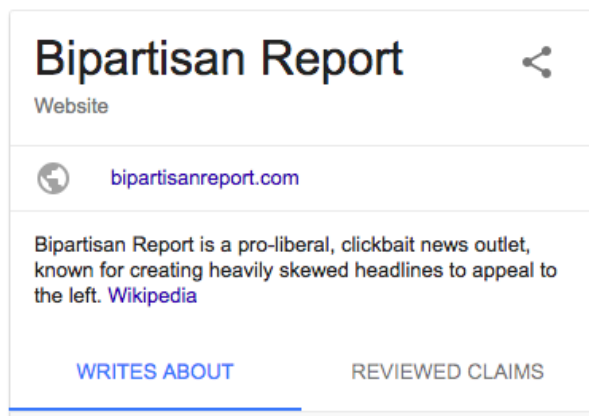 Bipartisan Report
Website
bipartisanreport.com
Bipartisan Report is a pro-liberal, clickbait news outlet,
known for creating heavily skewed headlines to appeal to
the left. Wikipedia
WRITES ABOUT REVIEWED CLAIMS